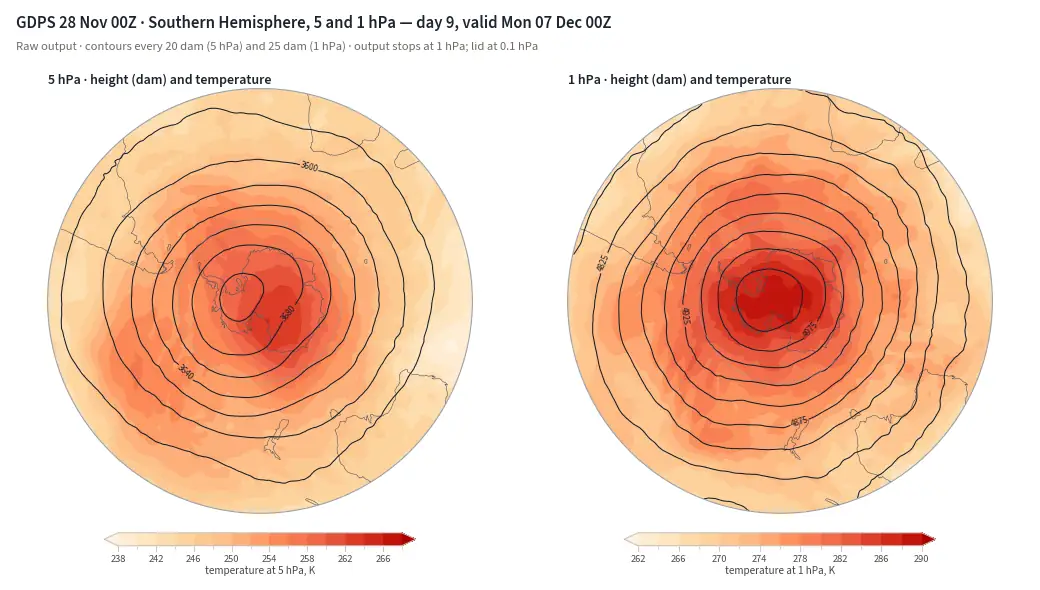 GDPS 28 Nov 00Z · Southern Hemisphere, 5 and 1 hPa — day 9, valid Mon 07 Dec 00Z
Raw output · contours every 20 dam (5 hPa) and 25 dam (1 hPa) · output stops at 1 hPa; lid at 0.1 hPa
5 hPa · height (dam) and temperature
1 hPa · height (dam) and temperature
3600
3680
3640
4825
4925
4975
4875
238 242 246 250 254 258 262 266
temperature at 5 hPa, K
262 266 270 274 278 282 286 290
temperature at 1 hPa, K